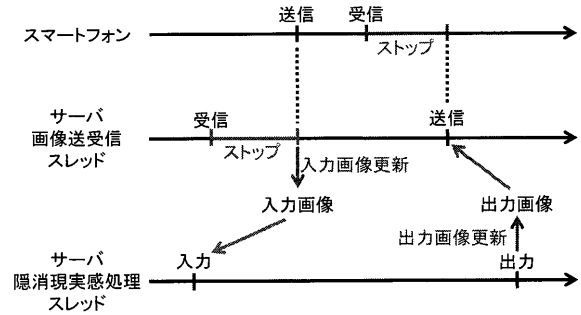 送信 受信
スマートフォン
ストップ
サーバ
画像送受信
スレッド
受信
送信
ストップ
入力画像更新
入力画像
出力画像
出力画像更新
サーバ
隠消現実感処理
スレッド
入力
出力